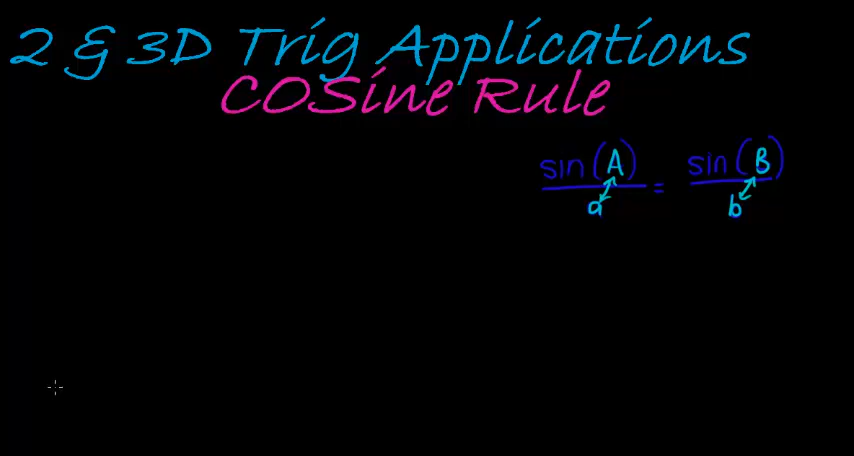 2 & 3D Trig Applications
COSine Rule
sin(A)/a = sin(B)/b